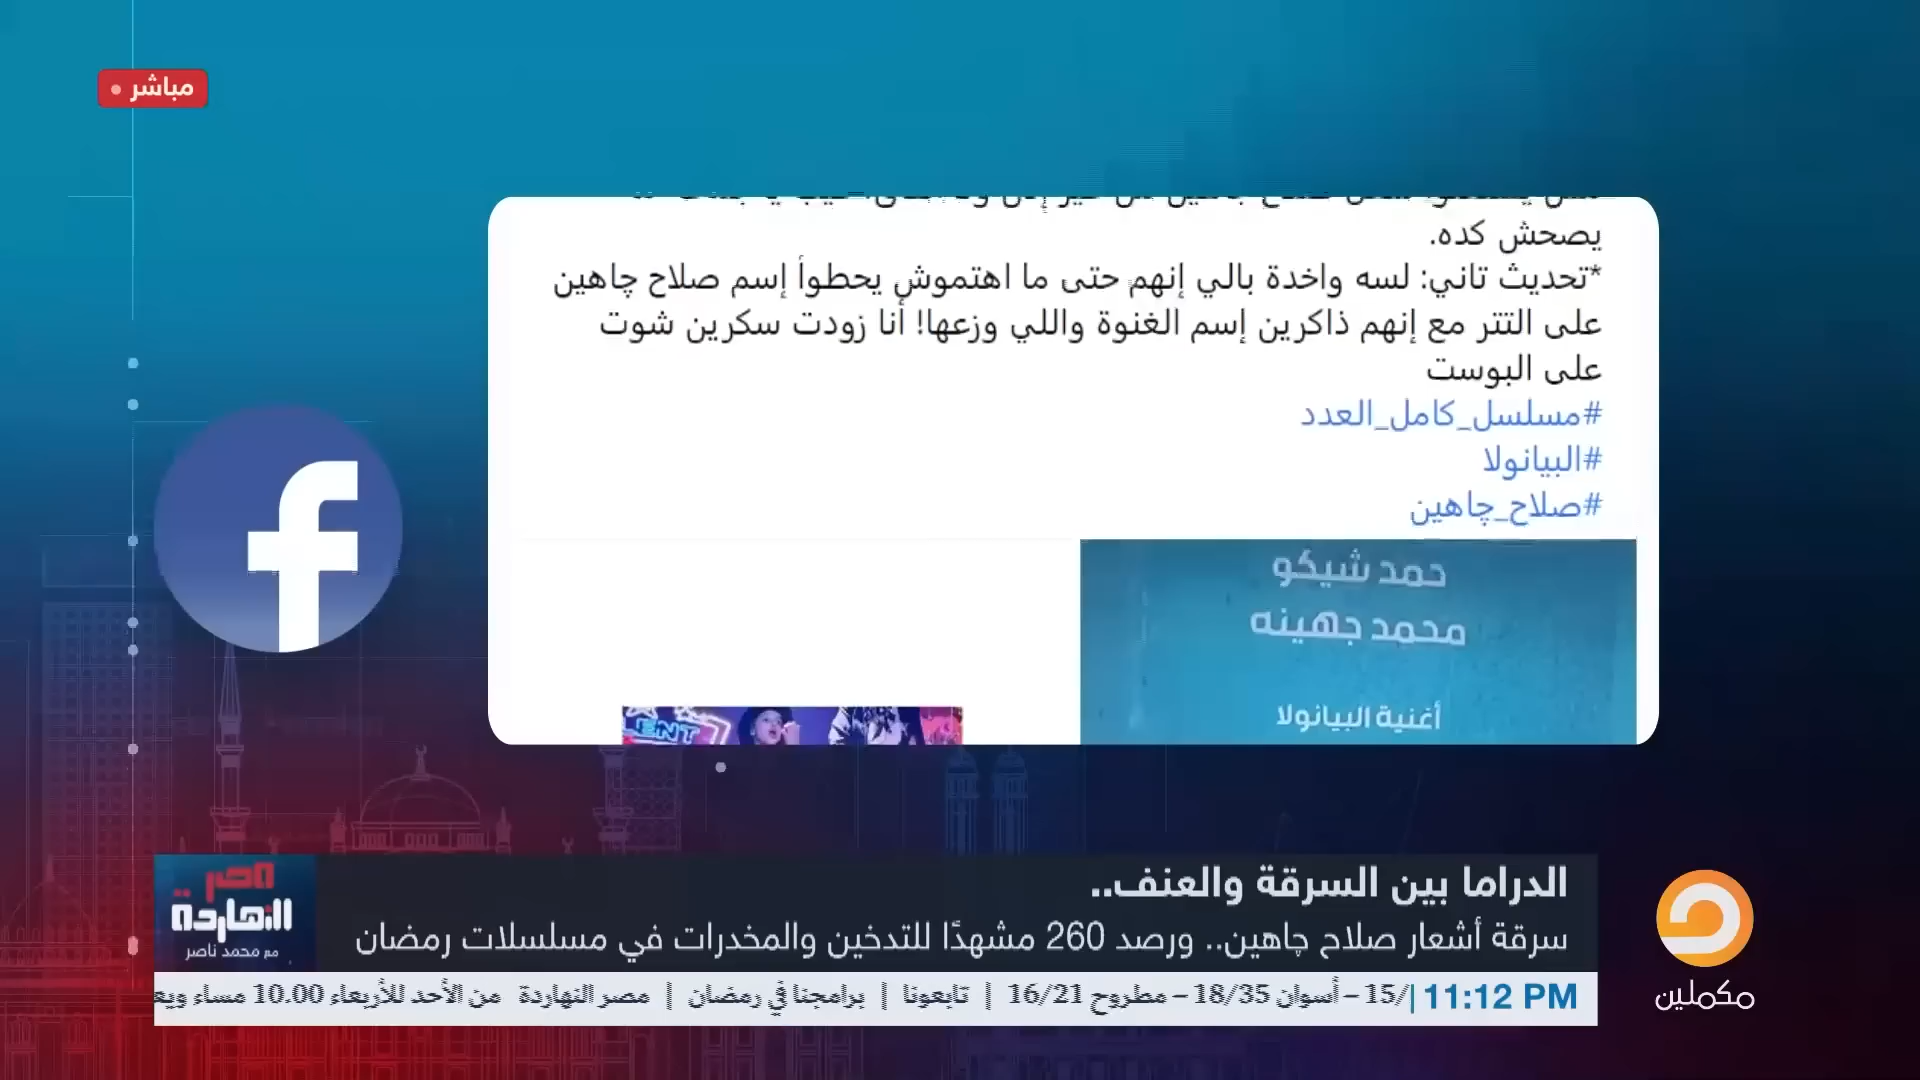 مباشر
يصحش كده.
*تحديث تاني: لسه واخدة بالي إنهم حتى ما اهتموش يحطوا إسم صلاح چاهين
على التتر مع إنهم ذاكرين إسم الغنوة واللي وزعها! أنا زودت سكرين شوت
على البوست
#مسلسل_كامل_العدد
#البيانولا
#صلاح_چاهين
حمد شيكو
محمد جهينه
أغنية البيانولا
LENT
الدراما بين السرقة والعنف..
سرقة أشعار صلاح چاهين.. ورصد 260 مشهدًا للتدخين والمخدرات في مسلسلات رمضان
مصر
النهاردة
مع محمد ناصر
11:12 PM
/15 – أسوان 18/35 – مطروح 16/21 | تابعونا | برامجنا في رمضان | مصر النهاردة من الأحد للأربعاء 10.00 مساء ويع
مكملين